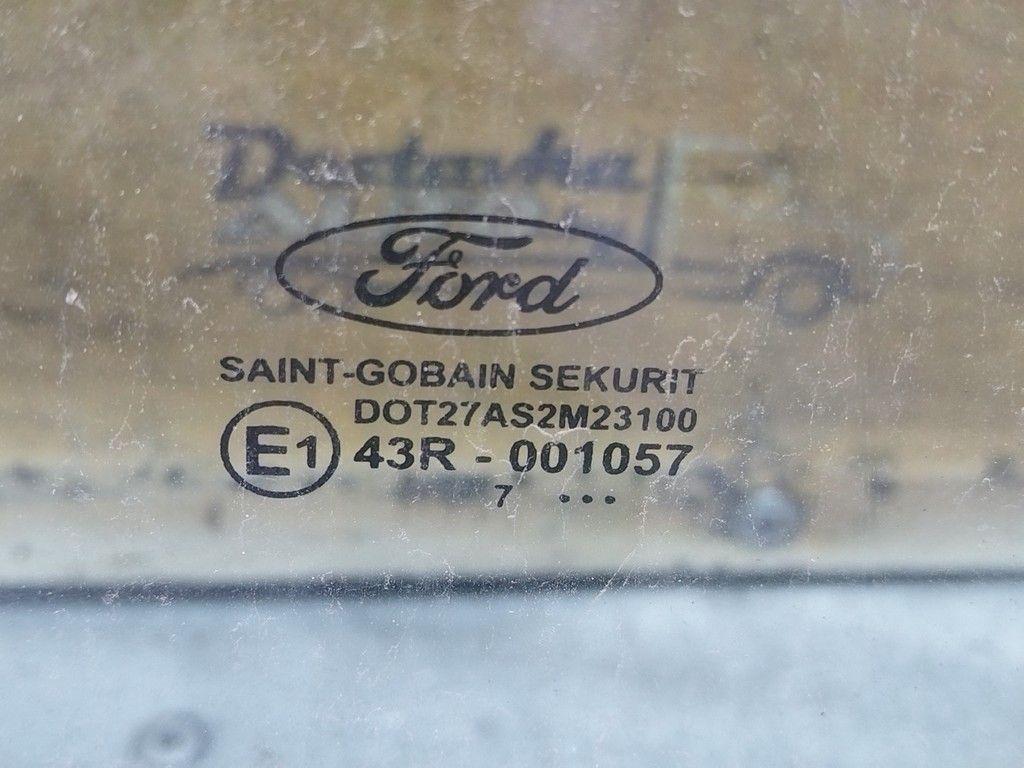 Ford
SAINT-GOBAIN SEKURIT
DOT27AS2M23100
E1 43R - 001057
7 ...